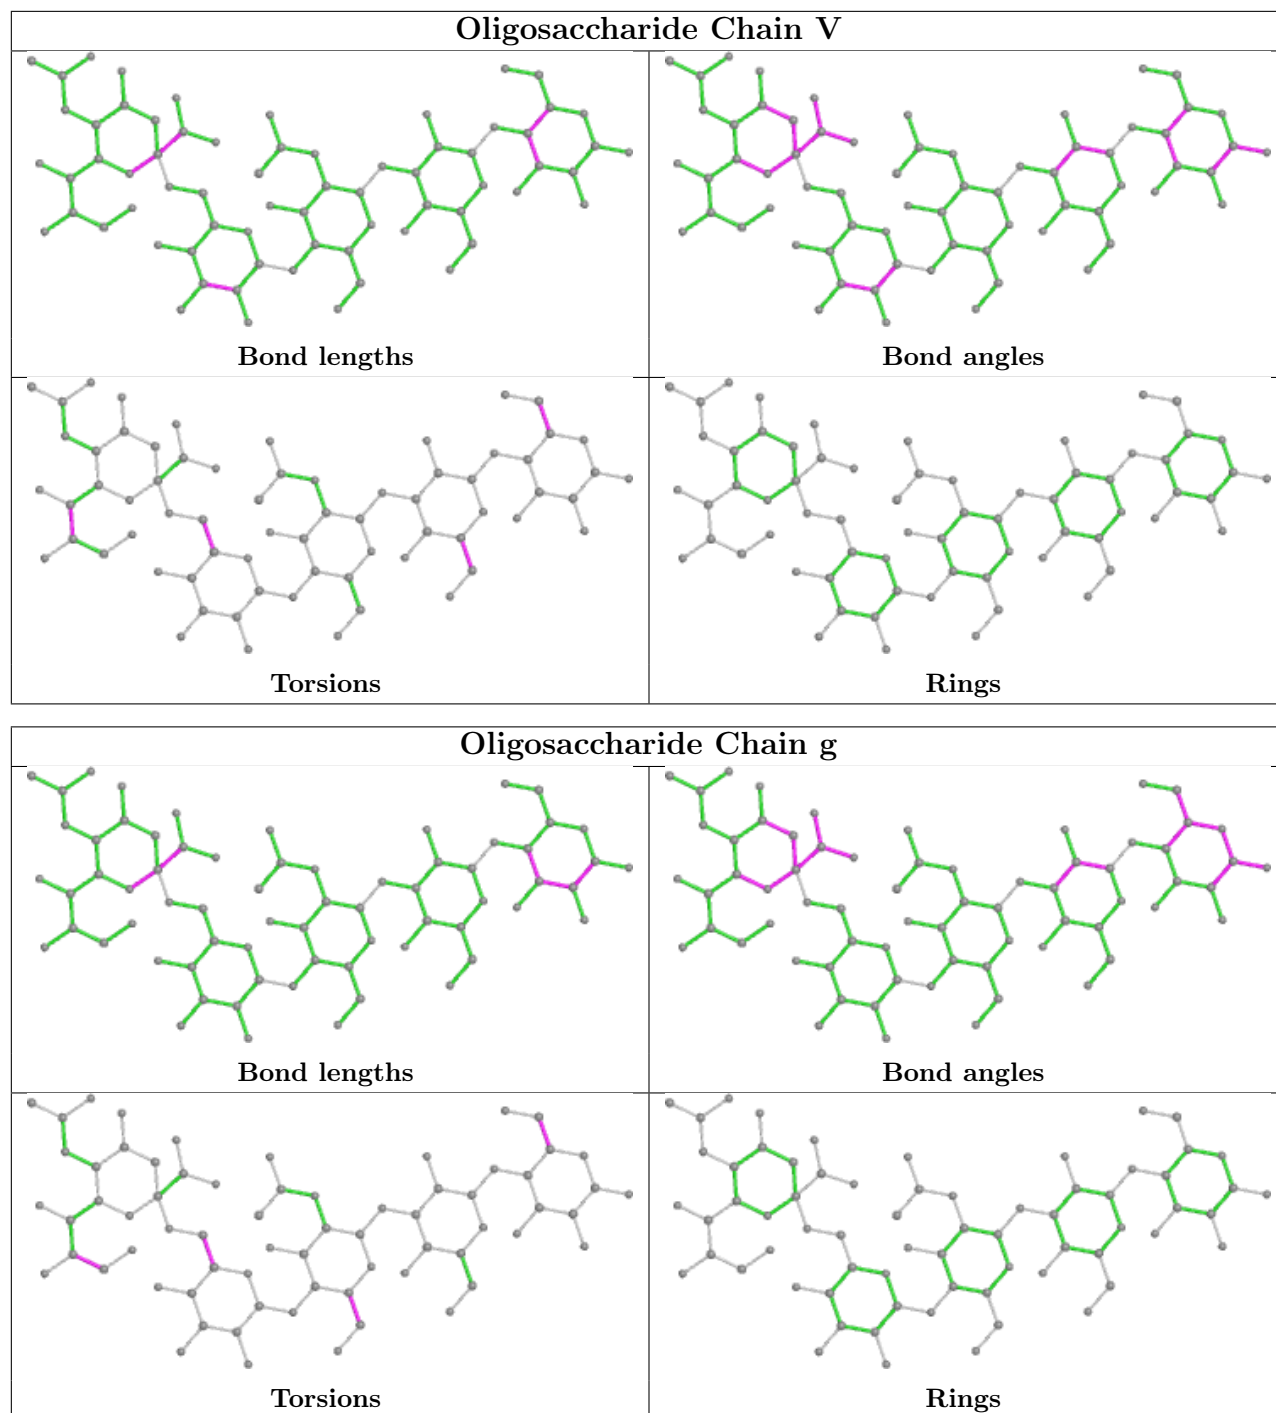 Oligosaccharide Chain V
Bond lengths
Bond angles
Torsions
Rings
Oligosaccharide Chain g
Bond lengths
Bond angles
Torsions
Rings